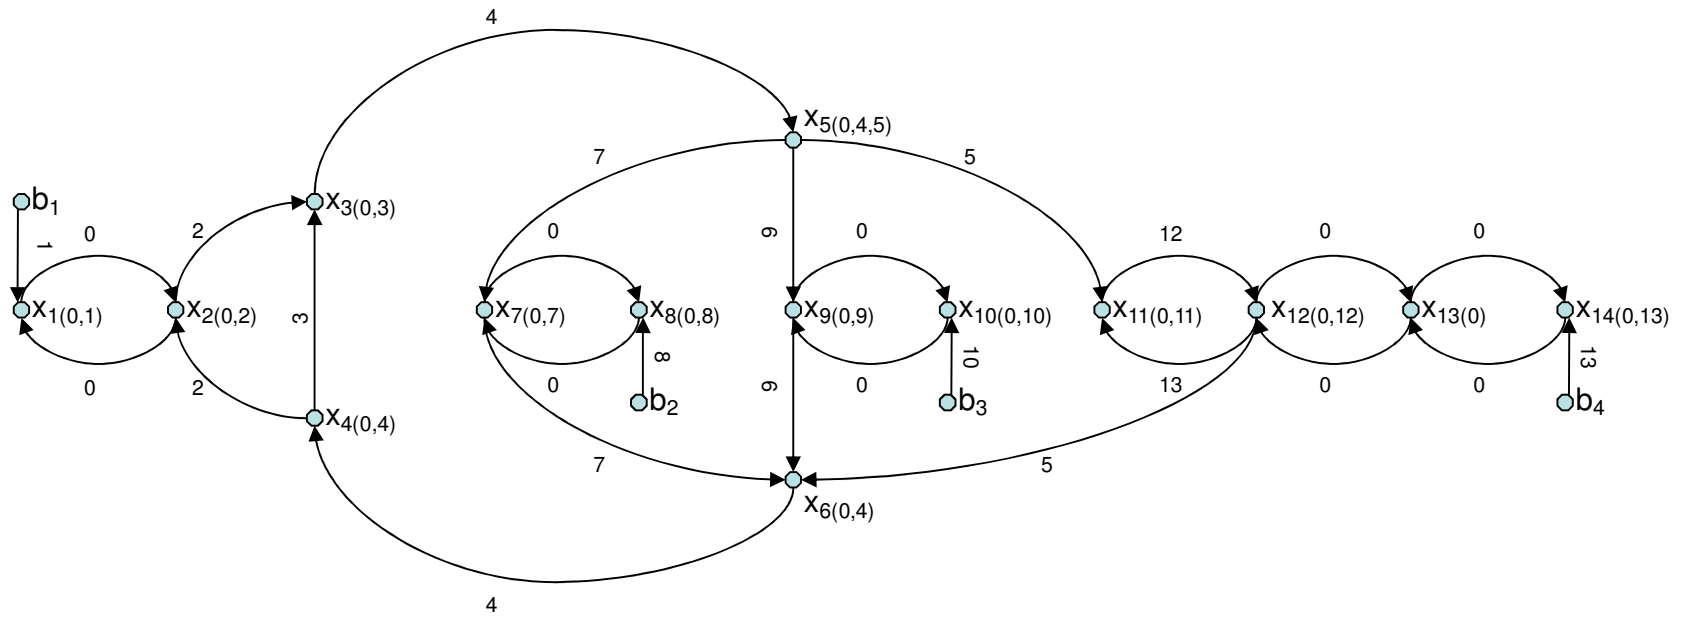 4
x5(0,4,5)
7
5
b1
x3(0,3)
1
0
2
0
9
0
12
0
0
x1(0,1)
x2(0,2)
3
x7(0,7)
x8(0,8)
x9(0,9)
x10(0,10)
x11(0,11)
x12(0,12)
x13(0)
x14(0,13)
8
10
13
0
2
0
9
0
13
0
0
b2
b3
b4
x4(0,4)
7
5
x6(0,4)
4